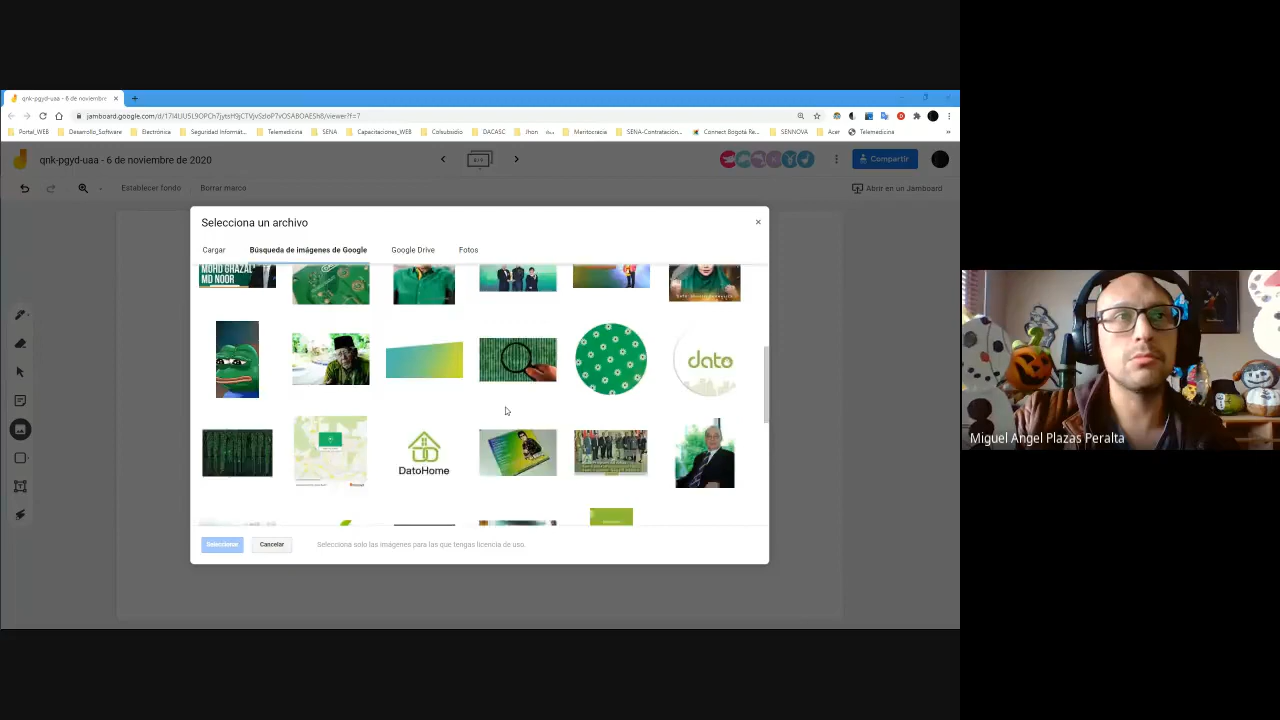 qnk-pgyd-uaa - 6 de noviembre
jamboard.google.com/d/
/viewer?f=7
Portal_WEB
Desarrollo_Software
Electrónica
Seguridad Informát...
Telemedicina
SENA
Capacitaciones_WEB
Colsubsidio
DACASC
Jhon
Meritocracia
SENA-Contratación...
Connect Bogotá Re...
SENNOVA
Acer
Telemedicina
qnk-pgyd-uaa - 6 de noviembre de 2020
Compartir
Establecer fondo
Borrar marco
Abrir en un Jamboard
Selecciona un archivo
Cargar
Búsqueda de imágenes de Google
Google Drive
Fotos
MOHD GHAZALI
MD NOOR
dato
DatoHome
Seleccionar
Cancelar
Selecciona solo las imágenes para las que tengas licencia de uso.
Miguel Angel Plazas Peralta